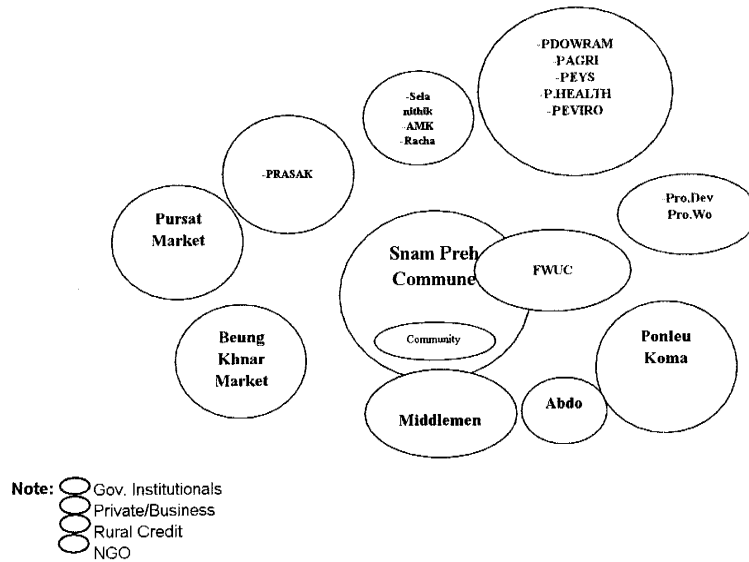 -PDOWRAM
-PAGRI
-PEYS
-P.HEALTH
-PEVIRO
-Sela
nithik
-AMK
-Racha
-PRASAK
-Pro.Dev
Pro.Wo
Pursat
Market
Snam Preh
Commune
FWUC
Community
Beung
Khnar
Market
Ponleu
Koma
Middlemen
Abdo
Note:
Gov. Institutionals
Private/Business
Rural Credit
NGO